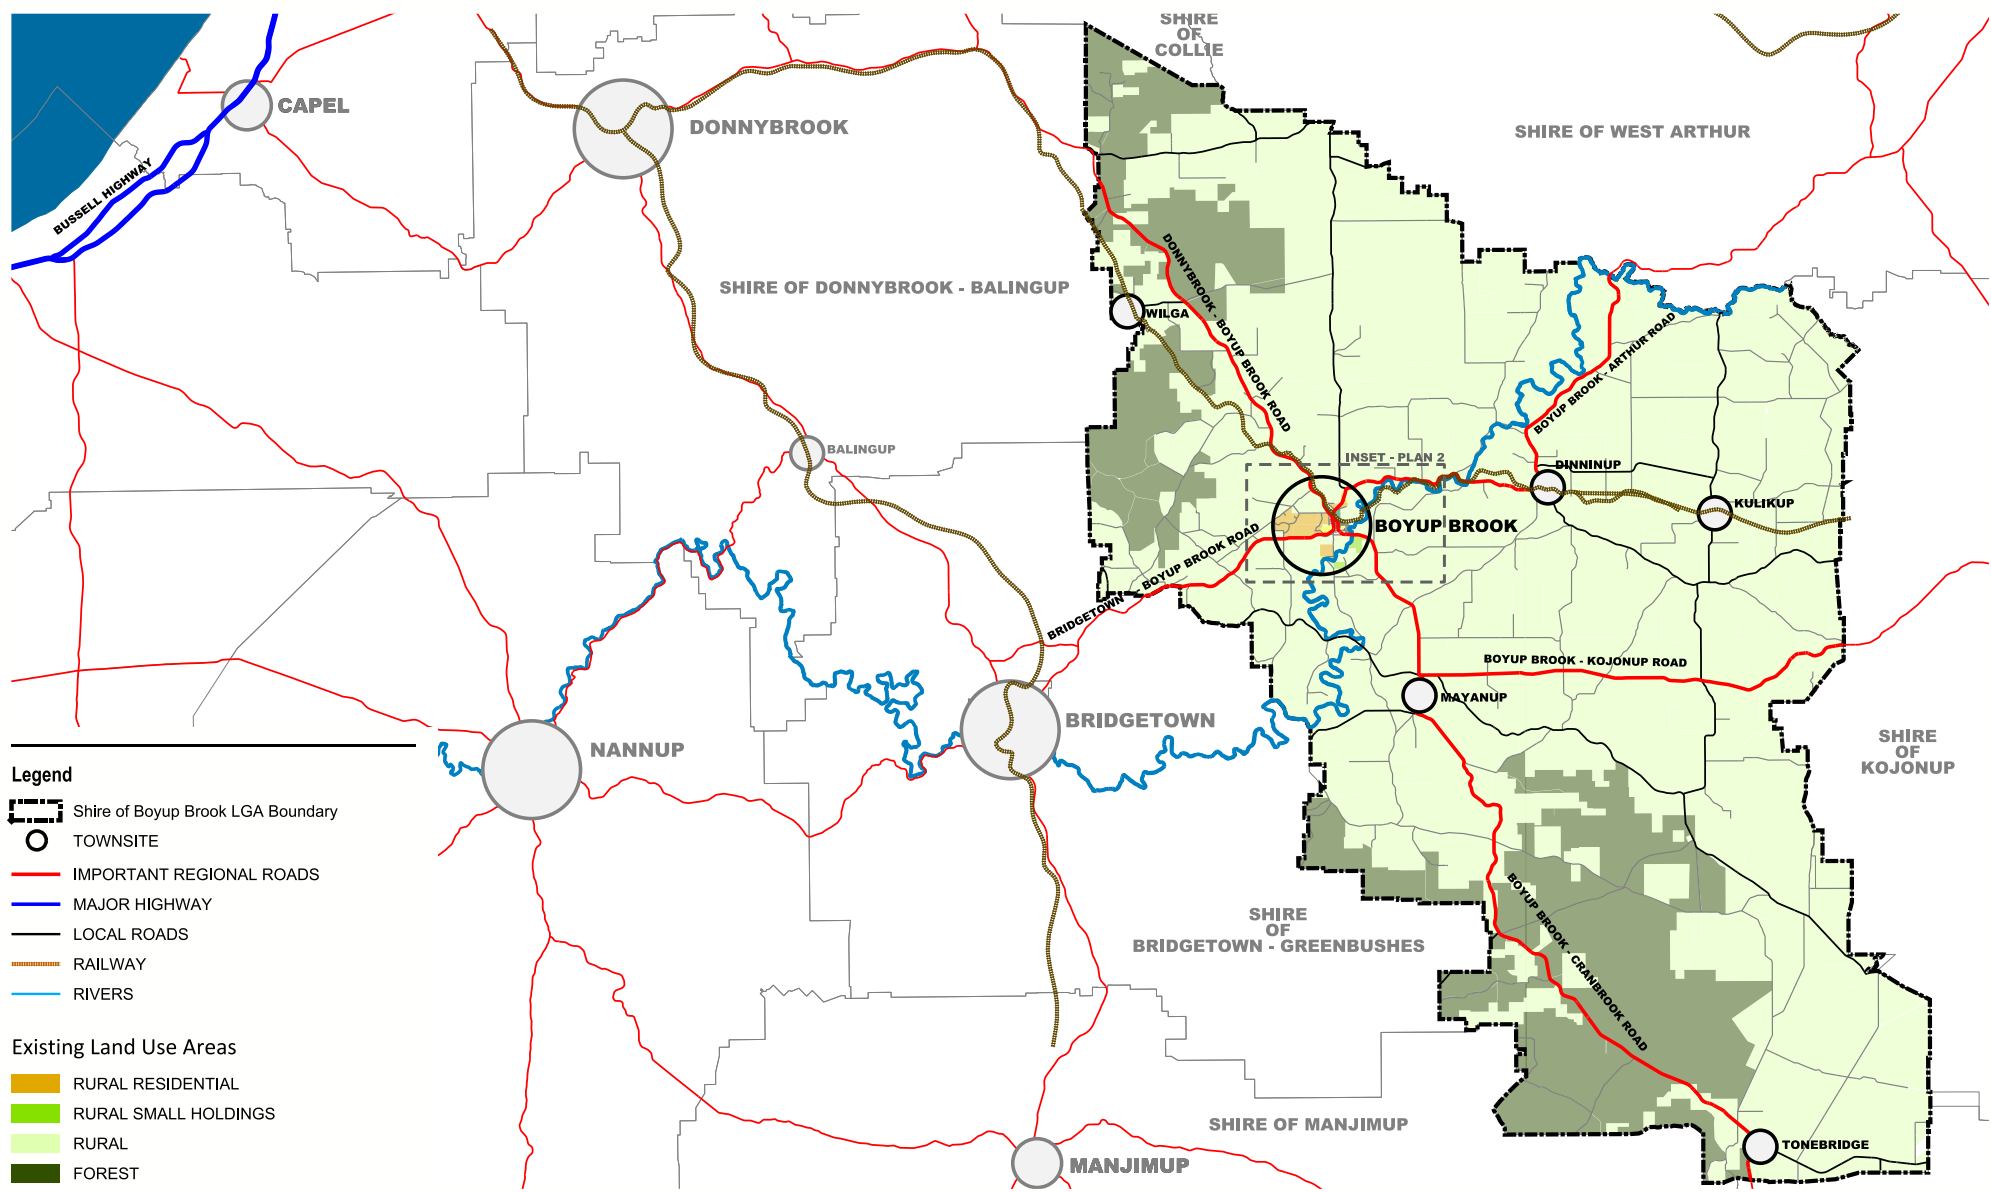 SHIRE
OF
COLLIE
CAPEL
DONNYBROOK
SHIRE OF WEST ARTHUR
BUSSELL HIGHWAY
SHIRE OF DONNYBROOK - BALINGUP
DONNYBROOK - BOYUP BROOK ROAD
WILGA
BOYUP BROOK - ARTHUR ROAD
BALINGUP
INSET - PLAN 2
DINNINUP
KULIKUP
BOYUP BROOK
BRIDGETOWN - BOYUP BROOK ROAD
BOYUP BROOK - KOJONUP ROAD
MAYANUP
BRIDGETOWN
NANNUP
SHIRE
OF
KOJONUP
Legend
Shire of Boyup Brook LGA Boundary
TOWNSITE
IMPORTANT REGIONAL ROADS
MAJOR HIGHWAY
LOCAL ROADS
RAILWAY
RIVERS
SHIRE
OF
BRIDGETOWN - GREENBUSHES
BOYUP BROOK - CRANBROOK ROAD
Existing Land Use Areas
RURAL RESIDENTIAL
RURAL SMALL HOLDINGS
RURAL
FOREST
SHIRE OF MANJIMUP
MANJIMUP
TONEBRIDGE